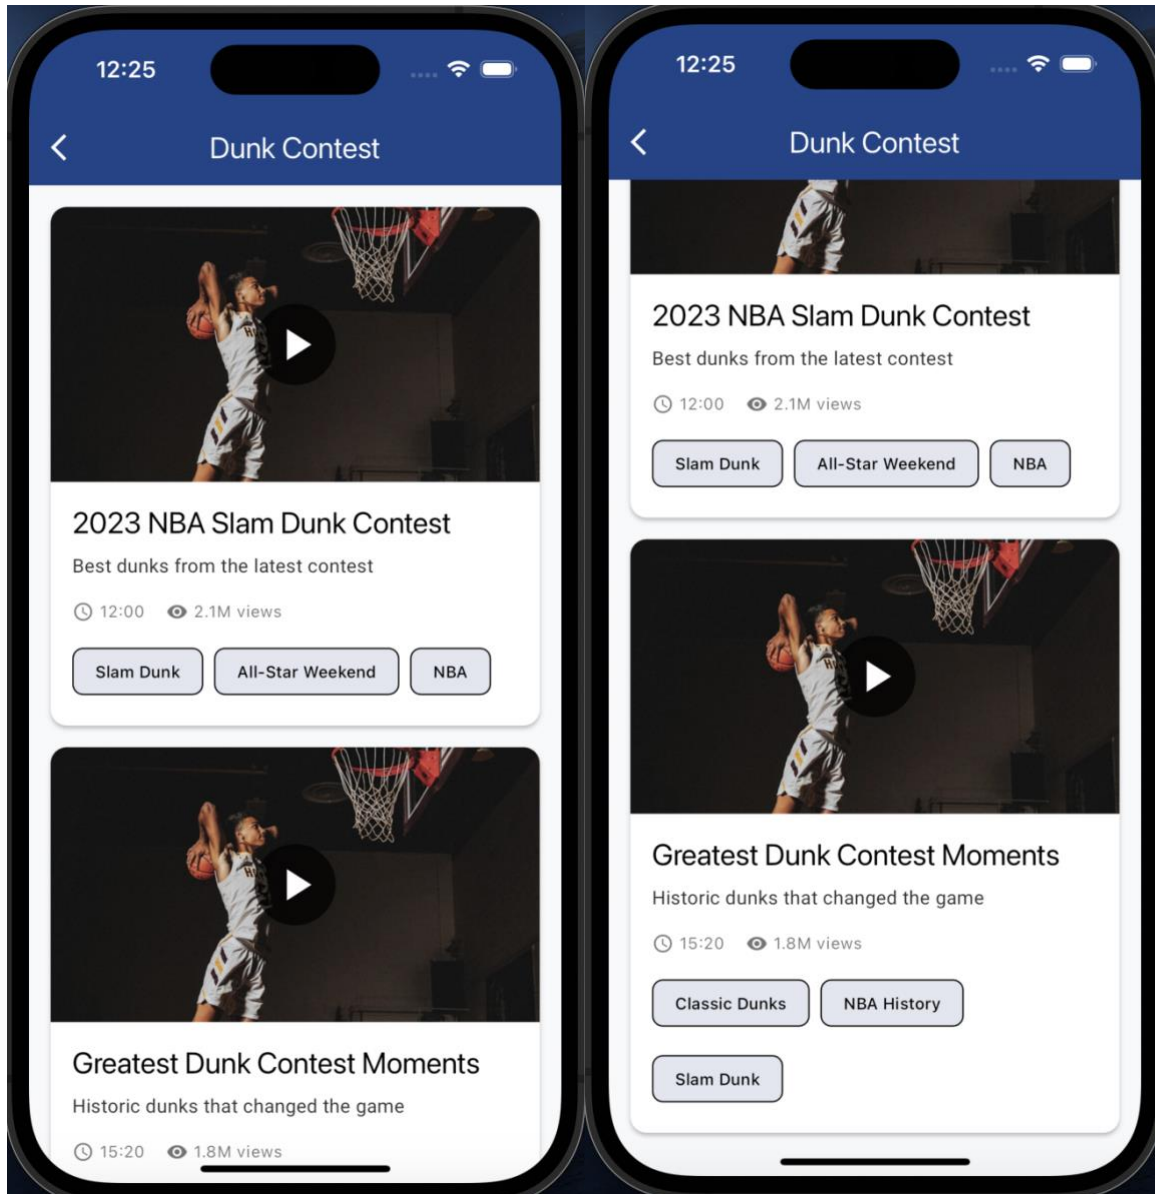 12:25
Dunk Contest
2023 NBA Slam Dunk Contest
Best dunks from the latest contest
12:00 2.1M views
Slam Dunk All-Star Weekend NBA
Greatest Dunk Contest Moments
Historic dunks that changed the game
15:20 1.8M views
12:25
Dunk Contest
2023 NBA Slam Dunk Contest
Best dunks from the latest contest
12:00 2.1M views
Slam Dunk All-Star Weekend NBA
Greatest Dunk Contest Moments
Historic dunks that changed the game
15:20 1.8M views
Classic Dunks NBA History
Slam Dunk